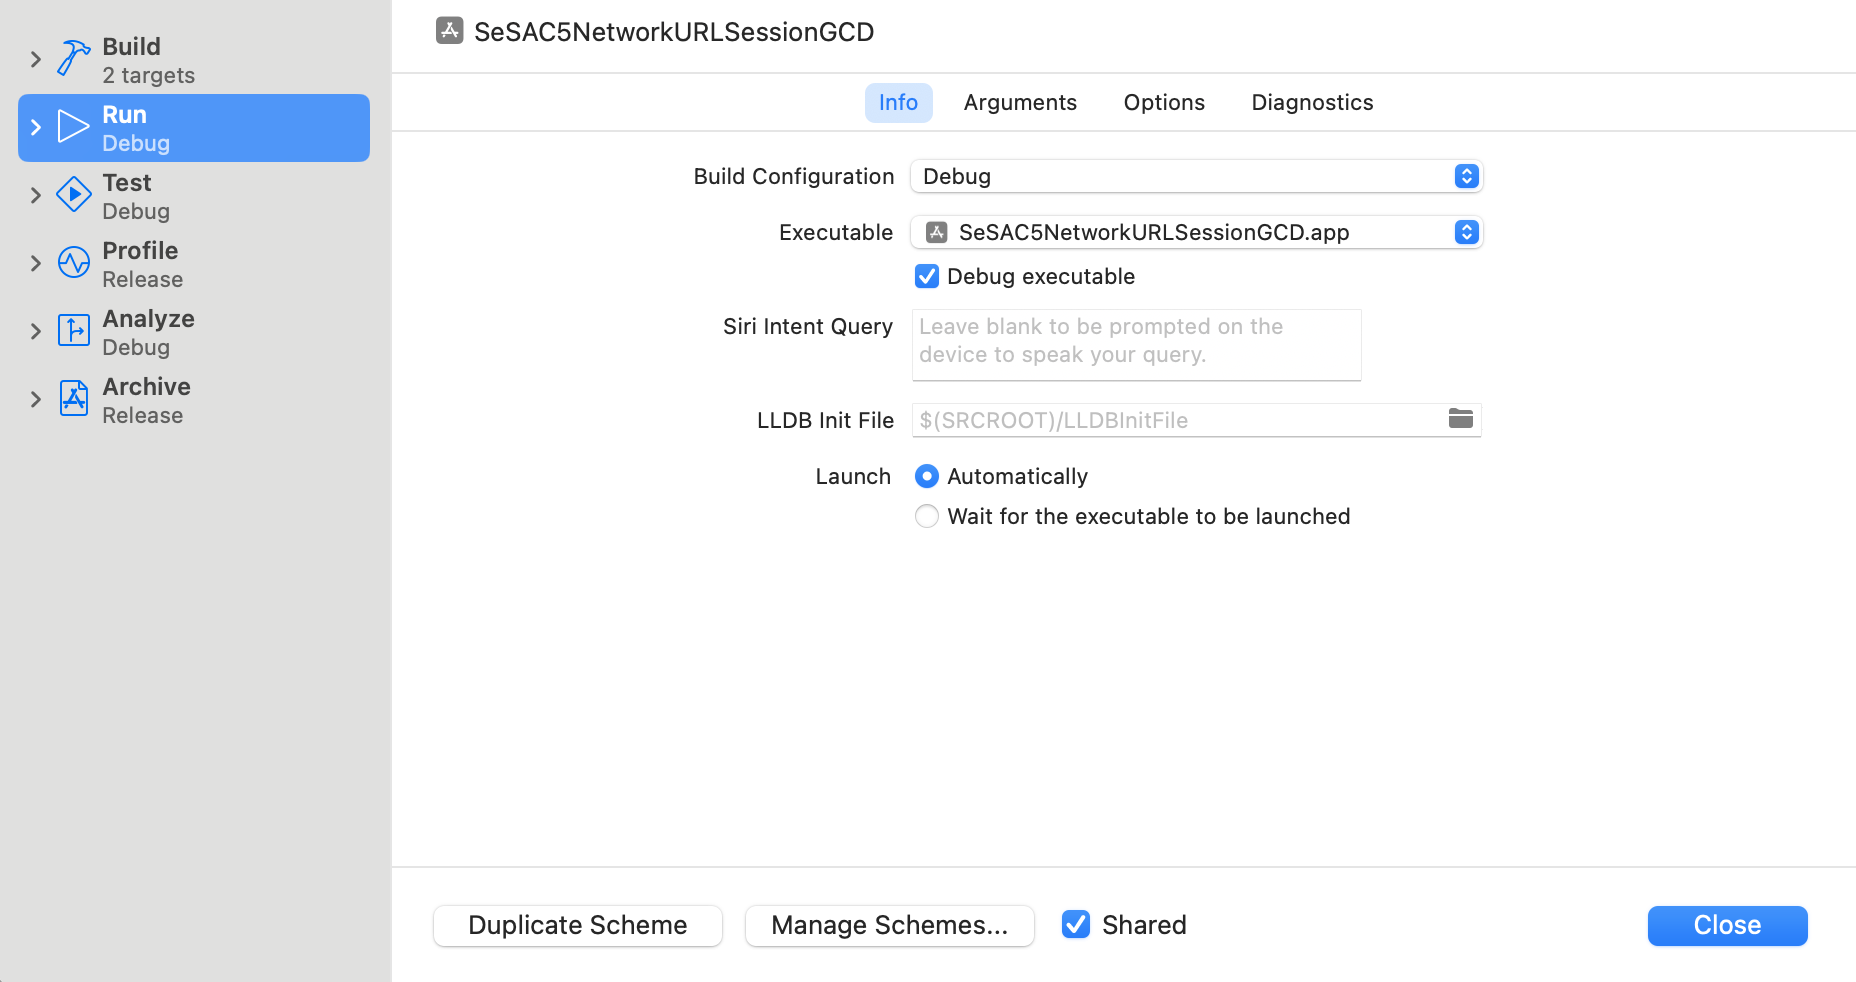 Build
2 targets
Run
Debug
Test
Debug
Profile
Release
Analyze
Debug
Archive
Release
SeSAC5NetworkURLSessionGCD
Info Arguments Options Diagnostics
Build Configuration Debug
Executable SeSAC5NetworkURLSessionGCD.app
Debug executable
Siri Intent Query Leave blank to be prompted on the
device to speak your query.
LLDB Init File $(SRCROOT)/LLDBInitFile
Launch Automatically
Wait for the executable to be launched
Duplicate Scheme Manage Schemes... Shared Close